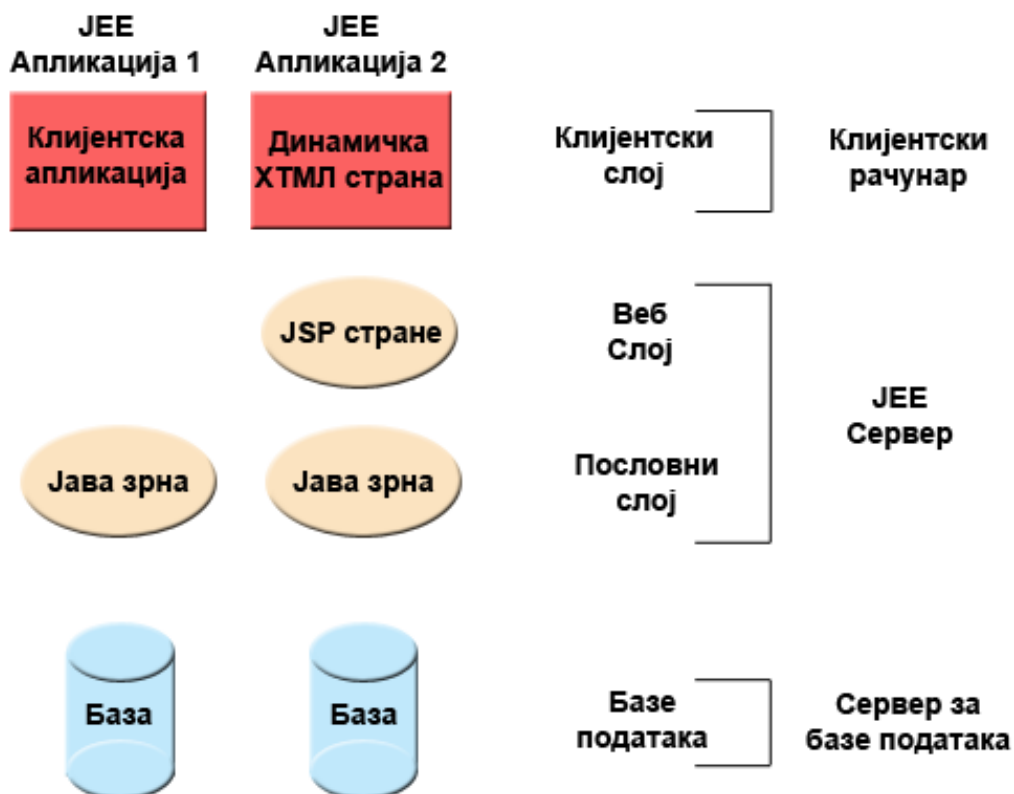 JEE
Апликација 1
JEE
Апликација 2
Клијентска
апликација
Динамичка
ХТМЛ страна
Клијентски
слој
Клијентски
рачунар
JSP стране
Веб
Слој
JEE
Сервер
Јава зрна
Јава зрна
Пословни
слој
База
База
Базе
података
Сервер за
базе података